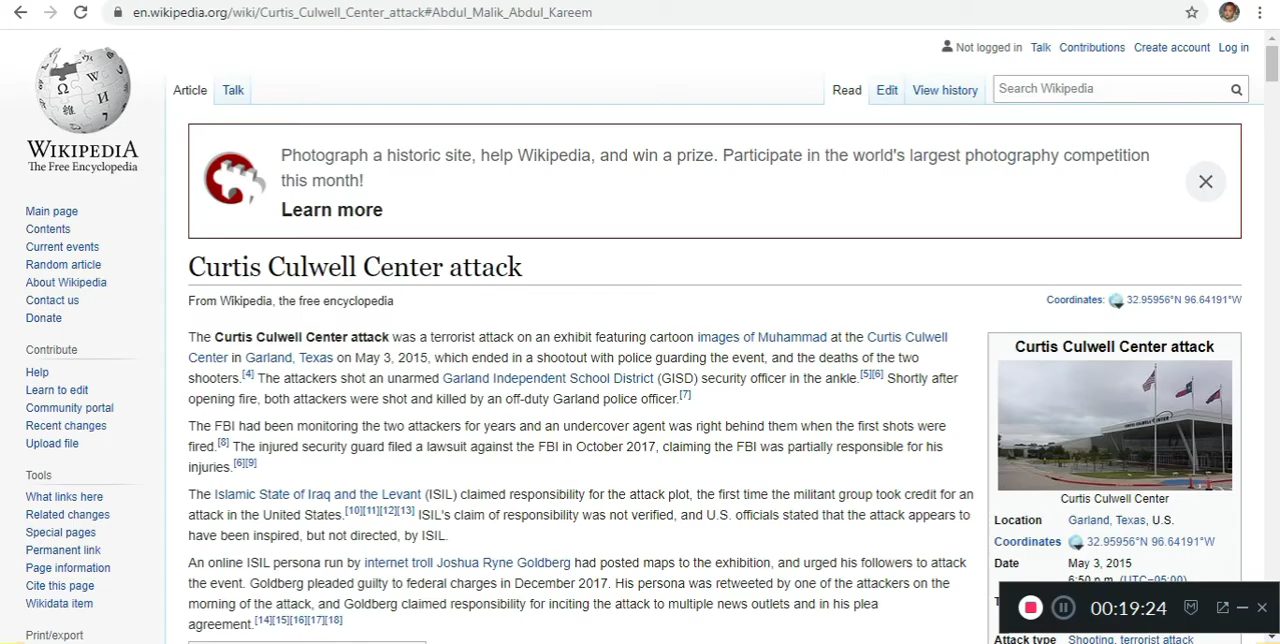 en.wikipedia.org/wiki/Curtis_Culwell_Center_attack#Abdul_Malik_Abdul_Kareem
Not logged in Talk Contributions Create account Log in
Article Talk Read Edit View history Search Wikipedia
WIKIPEDIA
The Free Encyclopedia
Main page
Contents
Current events
Random article
About Wikipedia
Contact us
Donate
Contribute
Help
Learn to edit
Community portal
Recent changes
Upload file
Tools
What links here
Related changes
Special pages
Permanent link
Page information
Cite this page
Wikidata item
Print/export
Photograph a historic site, help Wikipedia, and win a prize. Participate in the world's largest photography competition
this month!
Learn more
Curtis Culwell Center attack
From Wikipedia, the free encyclopedia
Coordinates: 32.95956°N 96.64191°W
The Curtis Culwell Center attack was a terrorist attack on an exhibit featuring cartoon images of Muhammad at the Curtis Culwell
Center in Garland, Texas on May 3, 2015, which ended in a shootout with police guarding the event, and the deaths of the two
shooters.[4] The attackers shot an unarmed Garland Independent School District (GISD) security officer in the ankle.[5][6] Shortly after
opening fire, both attackers were shot and killed by an off-duty Garland police officer.[7]
The FBI had been monitoring the two attackers for years and an undercover agent was right behind them when the first shots were
fired.[8] The injured security guard filed a lawsuit against the FBI in October 2017, claiming the FBI was partially responsible for his
injuries.[6][9]
The Islamic State of Iraq and the Levant (ISIL) claimed responsibility for the attack plot, the first time the militant group took credit for an
attack in the United States.[10][11][12][13] ISIL's claim of responsibility was not verified, and U.S. officials stated that the attack appears to
have been inspired, but not directed, by ISIL.
An online ISIL persona run by internet troll Joshua Ryne Goldberg had posted maps to the exhibition, and urged his followers to attack
the event. Goldberg pleaded guilty to federal charges in December 2017. His persona was retweeted by one of the attackers on the
morning of the attack, and Goldberg claimed responsibility for inciting the attack to multiple news outlets and in his plea
agreement.[14][15][16][17][18]
Curtis Culwell Center attack
Curtis Culwell Center
Location Garland, Texas, U.S.
Coordinates 32.95956°N 96.64191°W
Date May 3, 2015
6:50 p.m. (UTC−05:00)
00:19:24
Attack type Shooting, terrorist attack